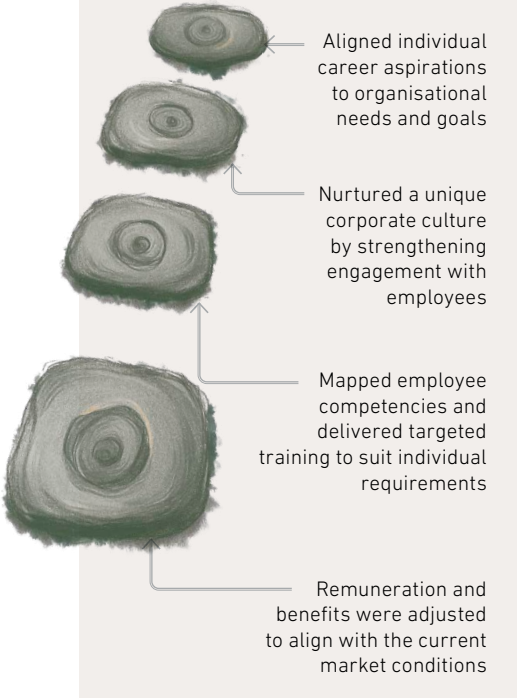 Aligned individual
career aspirations
to organisational
needs and goals
Nurtured a unique
corporate culture
by strengthening
engagement with
employees
Mapped employee
competencies and
delivered targeted
training to suit individual
requirements
Remuneration and
benefits were adjusted
to align with the current
market conditions